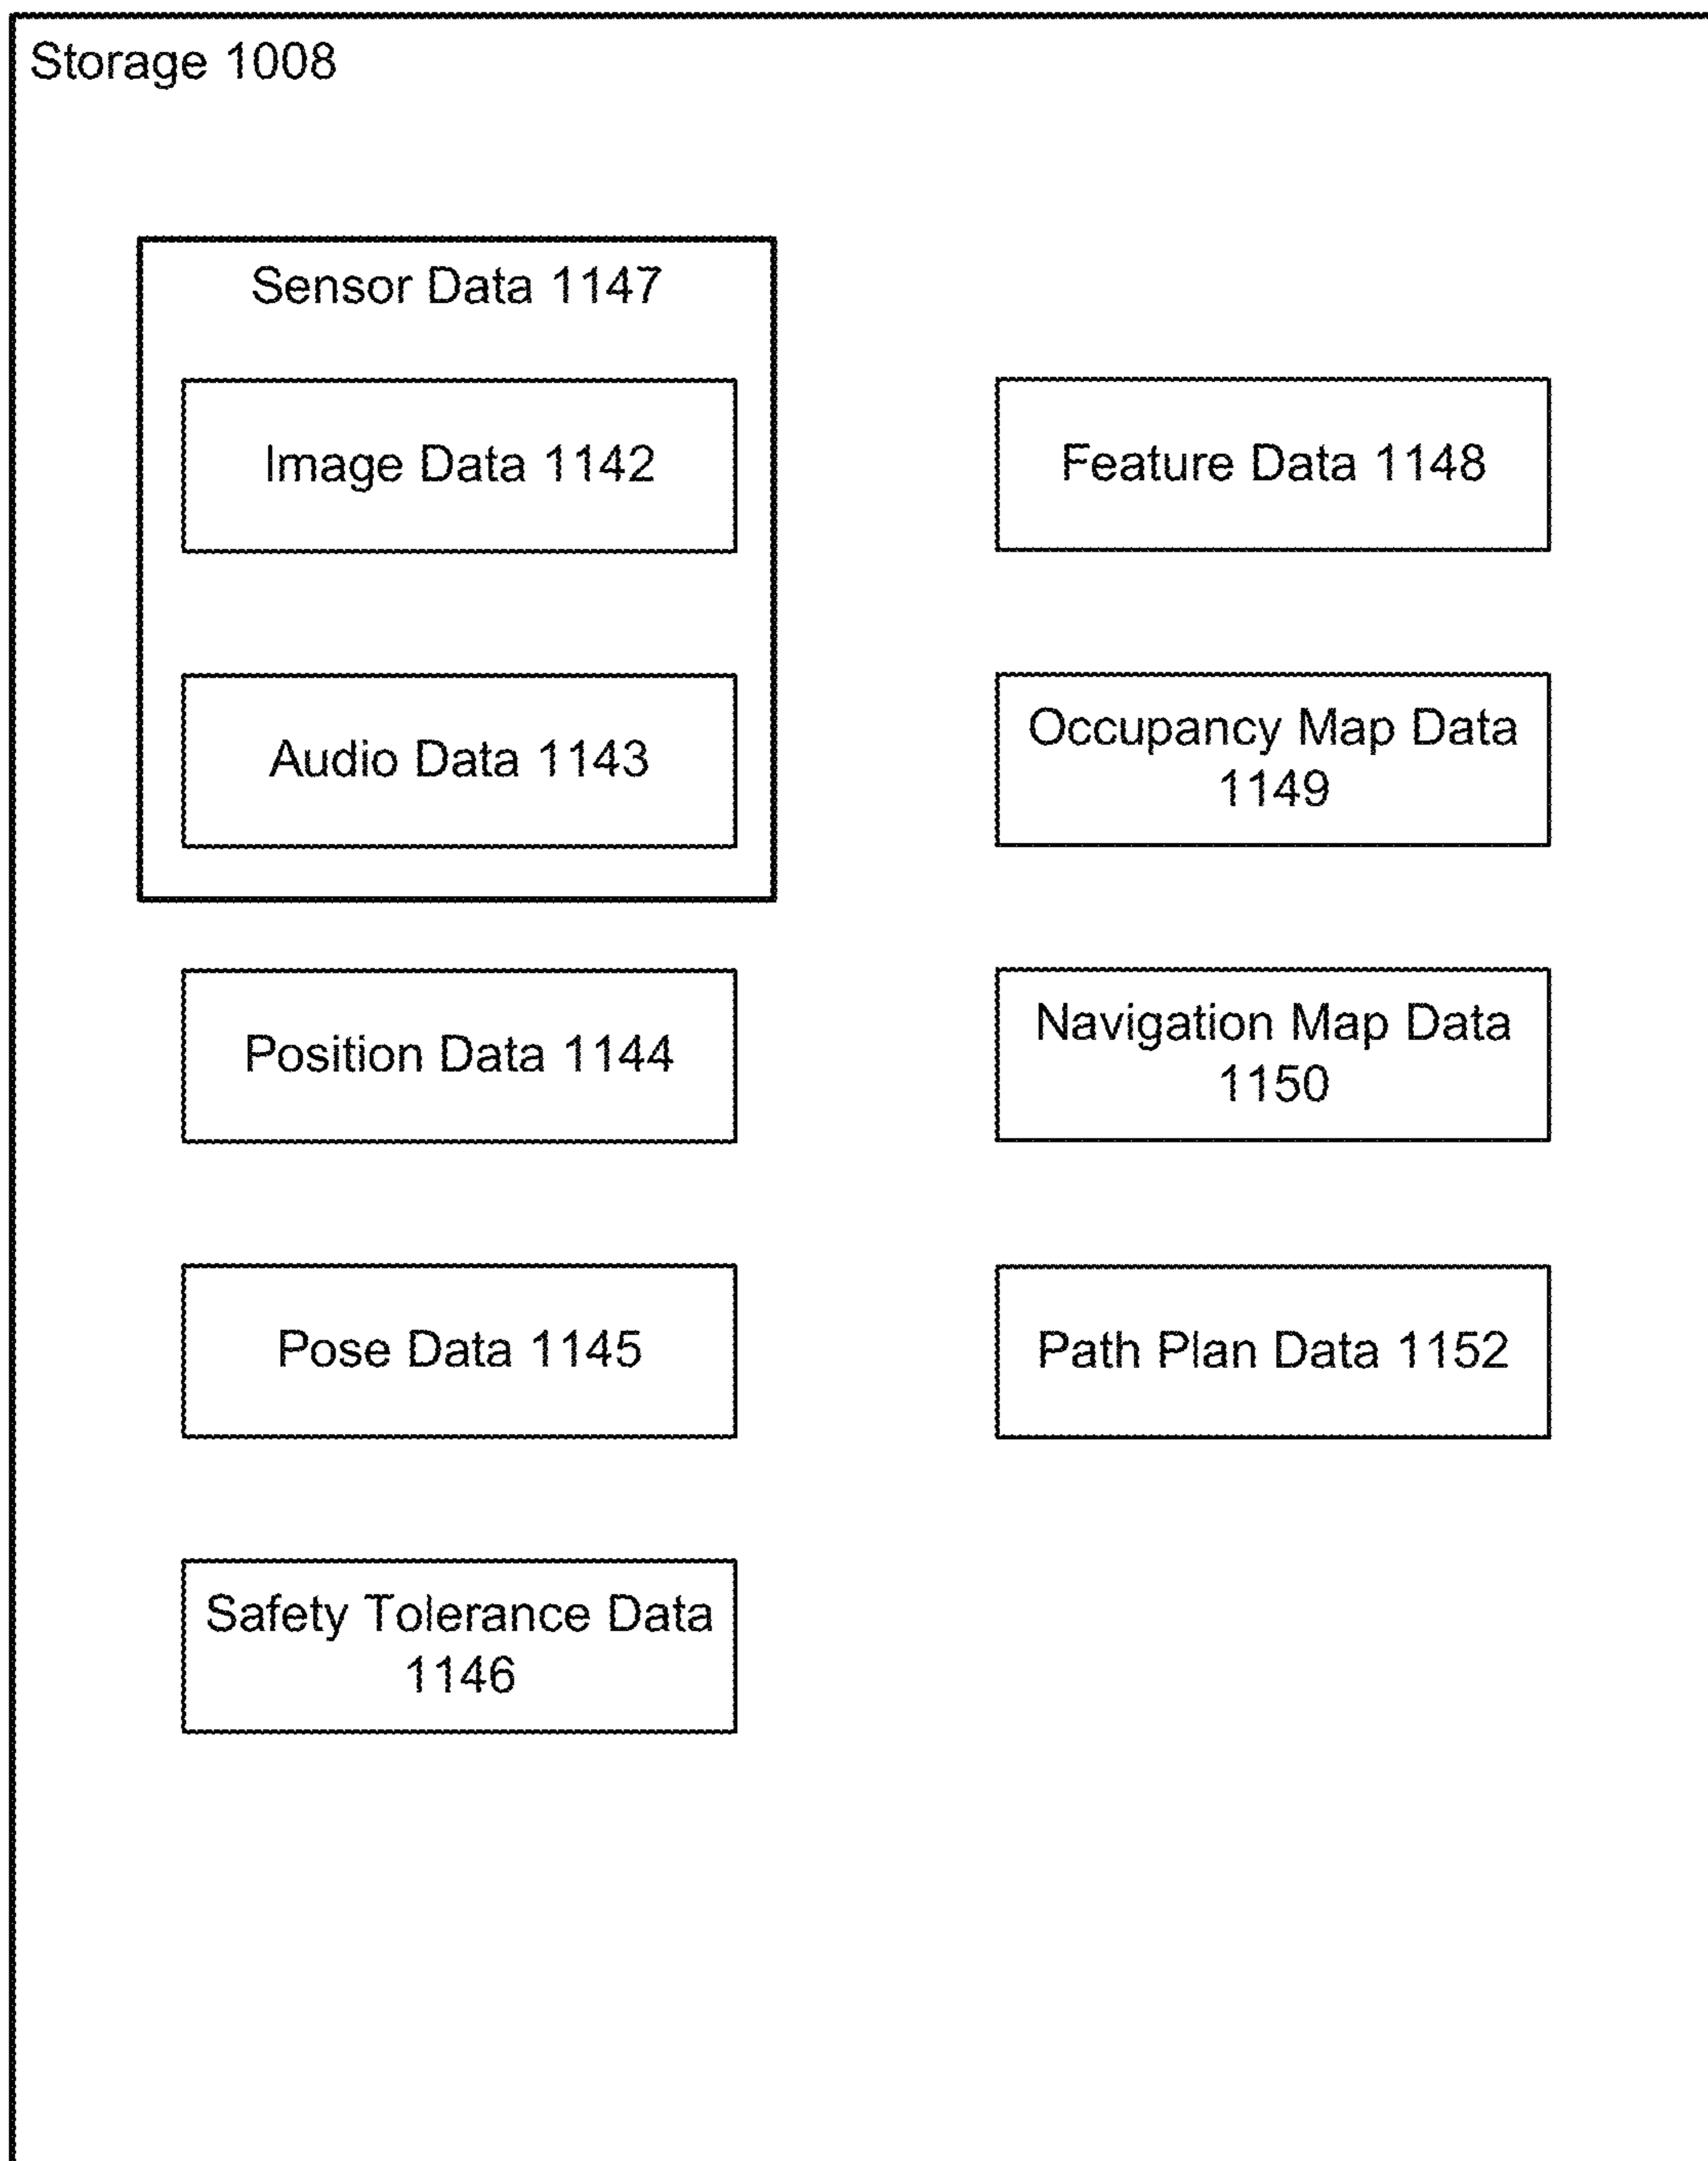 Storage 1008
Sensor Data 1147
Image Data 1142
Audio Data 1143
Position Data 1144
Pose Data 1145
Safety Tolerance Data
1146
Feature Data 1148
Occupancy Map Data
1149
Navigation Map Data
1150
Path Plan Data 1152